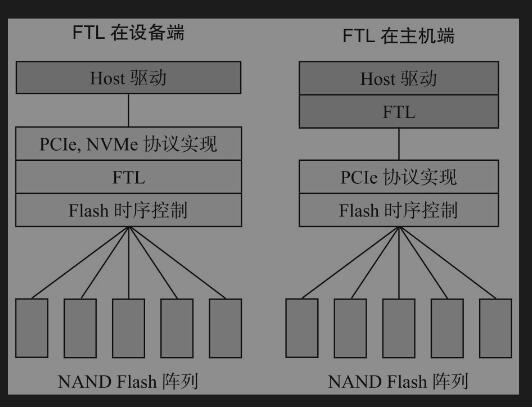 FTL 在设备端
Host 驱动
PCIe, NVMe 协议实现
FTL
Flash 时序控制
NAND Flash 阵列
FTL 在主机端
Host 驱动
FTL
PCIe 协议实现
Flash 时序控制
NAND Flash 阵列